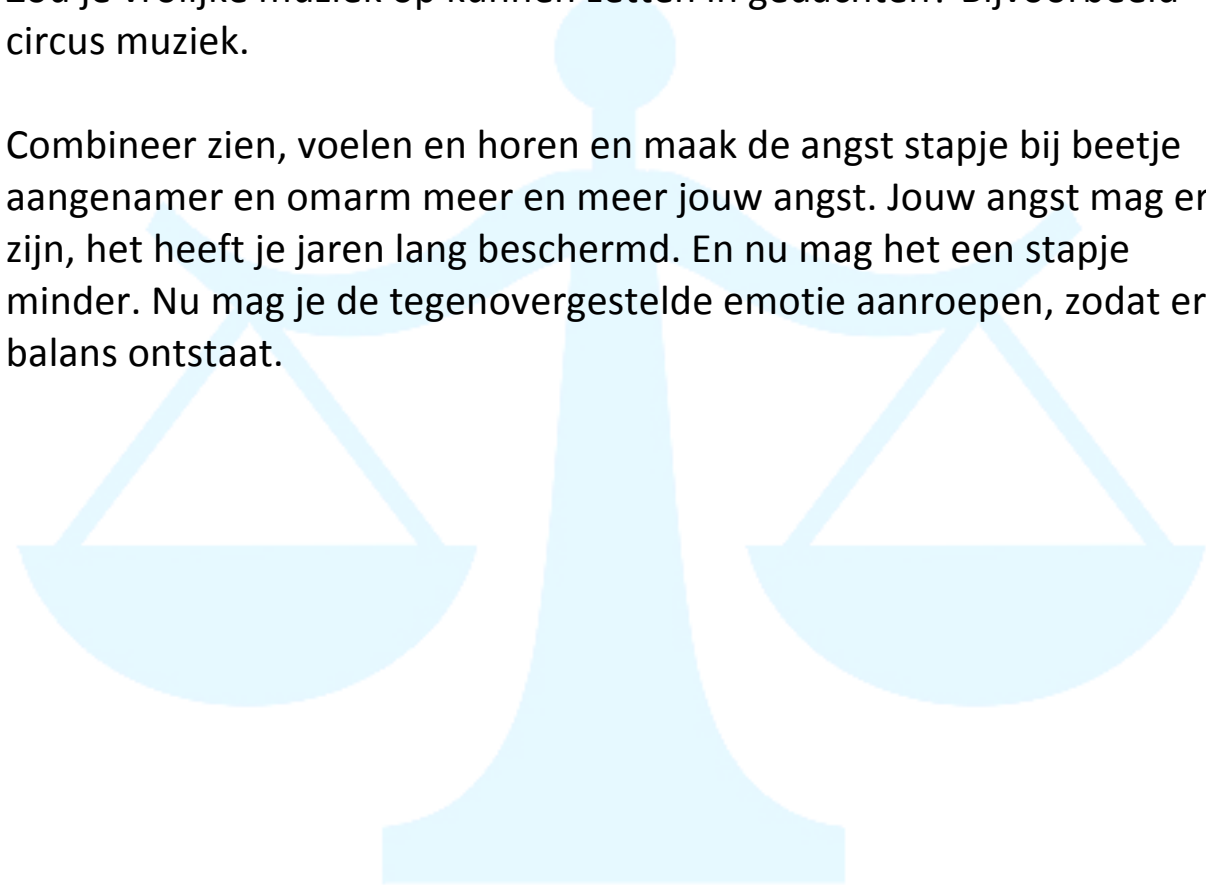 zou je vrolijke muziek op kunnen zetten in gedachten? Bijvoorbeeld
circus muziek.
Combineer zien, voelen en horen en maak de angst stapje bij beetje
aangenamer en omarm meer en meer jouw angst. Jouw angst mag er
zijn, het heeft je jaren lang beschermd. En nu mag het een stapje
minder. Nu mag je de tegenovergestelde emotie aanroepen, zodat er
balans ontstaat.